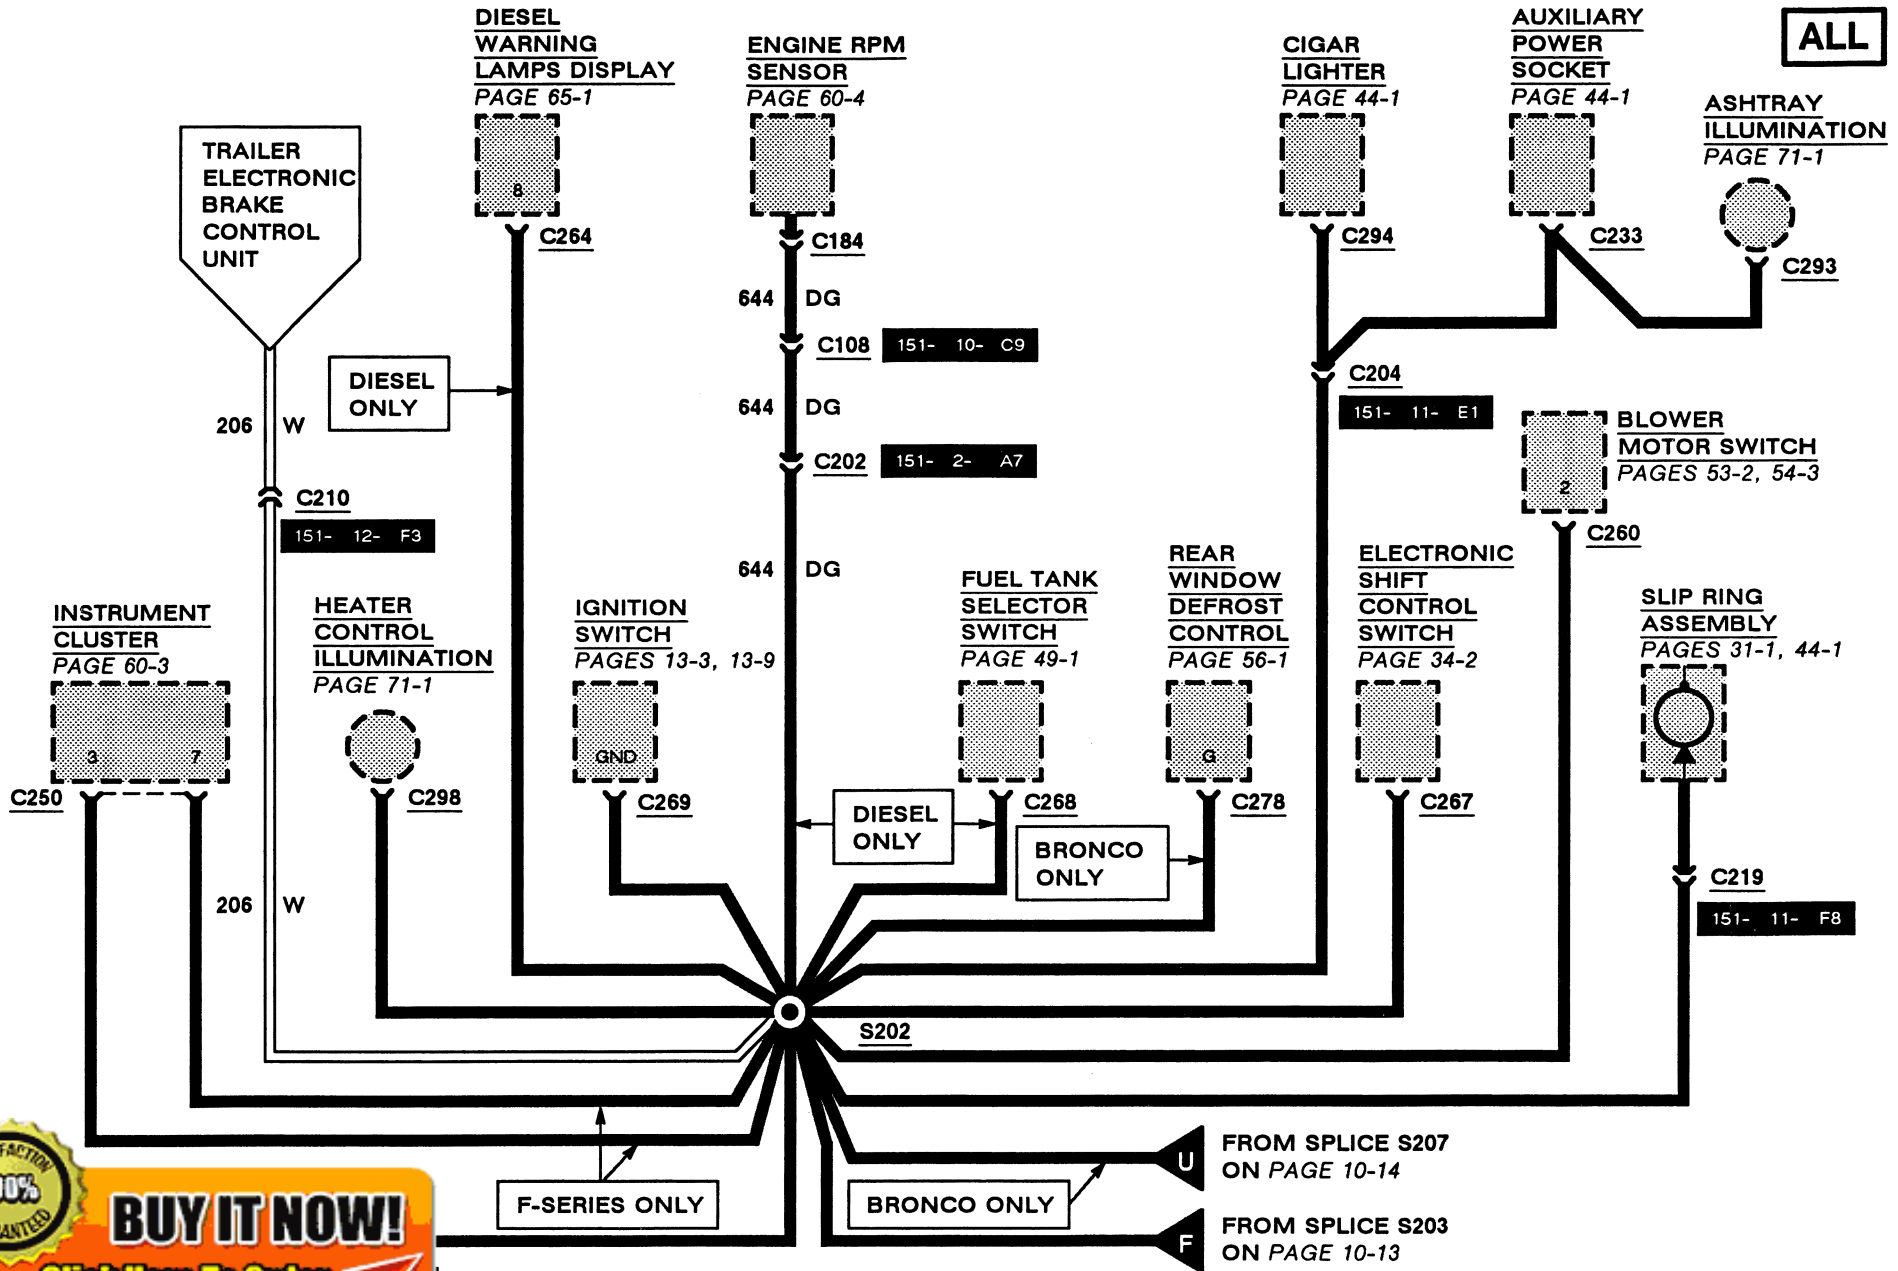 DIESEL
WARNING
LAMPS DISPLAY
PAGE 65-1
ENGINE RPM
SENSOR
PAGE 60-4
CIGAR
LIGHTER
PAGE 44-1
AUXILIARY
POWER
SOCKET
PAGE 44-1
ALL
ASHTRAY
ILLUMINATION
PAGE 71-1
TRAILER
ELECTRONIC
BRAKE
CONTROL
UNIT
8
C264
C184
C294
C233
C293
644 DG
C108 151- 10- C9
DIESEL
ONLY
644 DG
C204
151- 11- E1
206 W
C202 151- 2- A7
BLOWER
MOTOR SWITCH
PAGES 53-2, 54-3
2
C260
C210
151- 12- F3
644 DG
INSTRUMENT
CLUSTER
PAGE 60-3
HEATER
CONTROL
ILLUMINATION
PAGE 71-1
IGNITION
SWITCH
PAGES 13-3, 13-9
FUEL TANK
SELECTOR
SWITCH
PAGE 49-1
REAR
WINDOW
DEFROST
CONTROL
PAGE 56-1
ELECTRONIC
SHIFT
CONTROL
SWITCH
PAGE 34-2
SLIP RING
ASSEMBLY
PAGES 31-1, 44-1
3 7
GND
G
C250
C298
C269
C268
C278
C267
DIESEL
ONLY
BRONCO
ONLY
C219
151- 11- F8
206 W
S202
F-SERIES ONLY
BRONCO ONLY
U
FROM SPLICE S207
ON PAGE 10-14
F
FROM SPLICE S203
ON PAGE 10-13
BUY IT NOW!